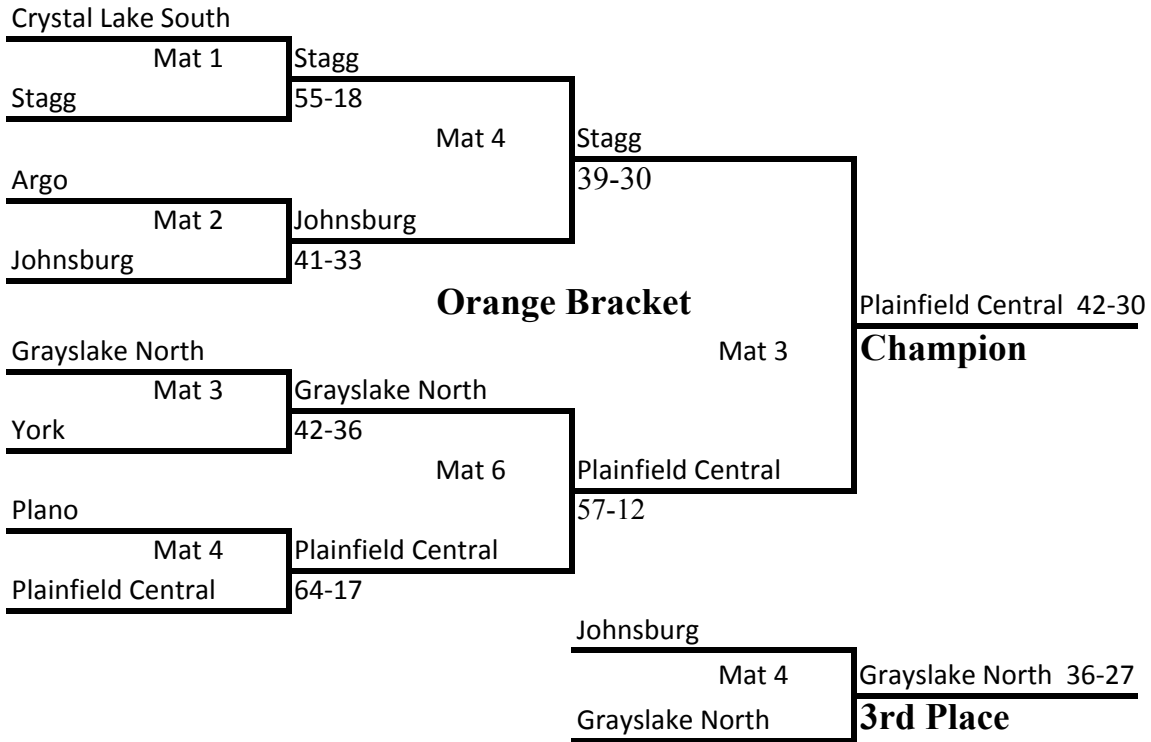 Crystal Lake South
Mat 1
Stagg
Stagg
55-18
Mat 4
Stagg
39-30
Argo
Mat 2
Johnsburg
Johnsburg
41-33
Orange Bracket
Plainfield Central 42-30
Champion
Grayslake North
Mat 3
Mat 3
Grayslake North
York
42-36
Mat 6
Plainfield Central
57-12
Plano
Mat 4
Plainfield Central
Plainfield Central
64-17
Johnsburg
Mat 4
Grayslake North 36-27
Grayslake North
3rd Place